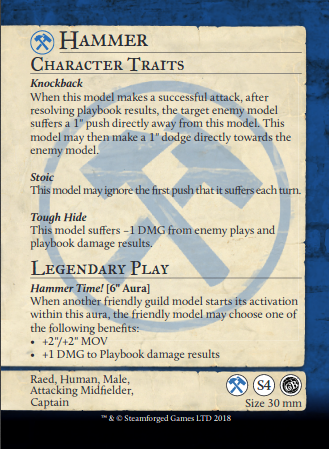 HAMMER
CHARACTER TRAITS
Knockback
When this model makes a successful attack, after
resolving playbook results, the target enemy model
suffers a 1" push directly away from this model. This
model may then make a 1" dodge directly towards the
enemy model.
Stoic
This model may ignore the first push that it suffers each turn.
Tough Hide
This model suffers -1 DMG from enemy plays and
playbook damage results.
LEGENDARY PLAY
Hammer Time! [6" Aura]
When another friendly guild model starts its activation
within this aura, the friendly model may choose one of
the following benefits:
• +2"/+2" MOV
• +1 DMG to Playbook damage results
Raed, Human, Male,
Attacking Midfielder,
Captain
S4
Size 30 mm
™ & © Steamforged Games LTD 2018